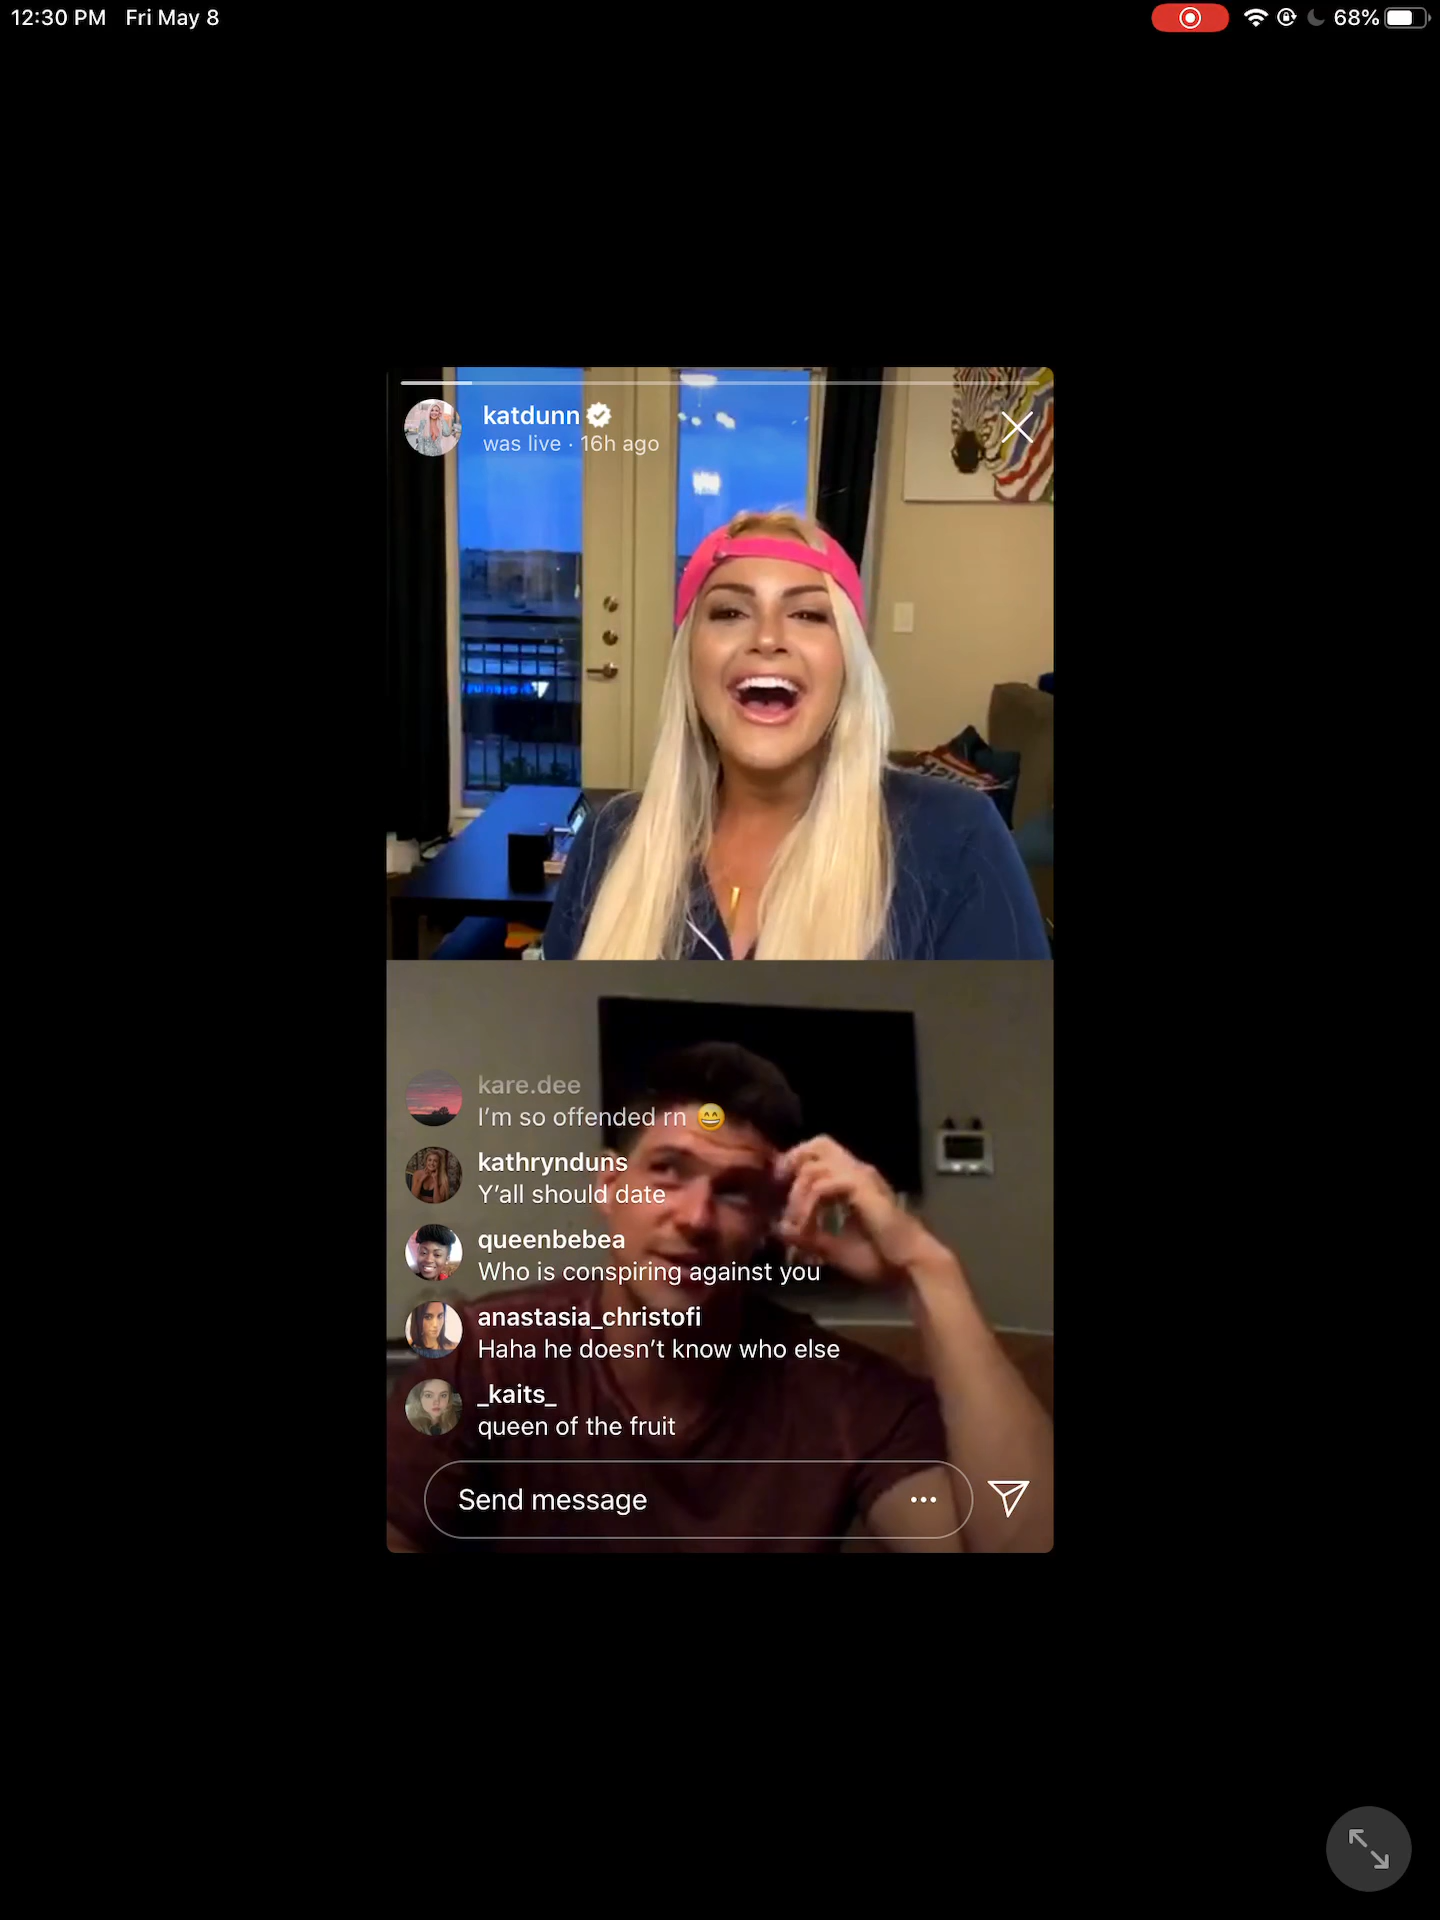 12:30 PM Fri May 8
68%
katdunn
was live · 16h ago
kare.dee
I’m so offended rn 😄
kathrynduns
Y’all should date
queenbebea
Who is conspiring against you
anastasia_christofi
Haha he doesn’t know who else
_kaits_
queen of the fruit
Send message